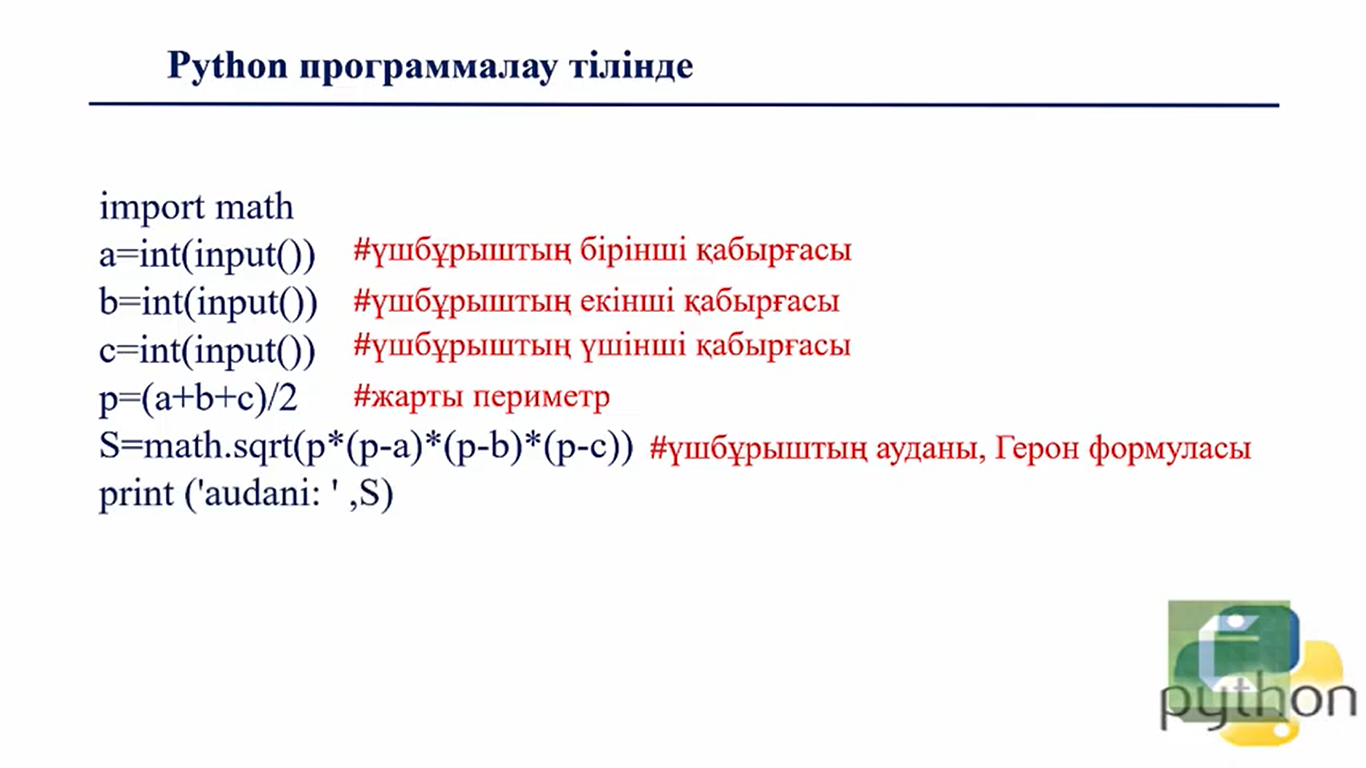 Python программалау тілінде
import math
a=int(input()) #үшбұрыштың бірінші қабырғасы
b=int(input()) #үшбұрыштың екінші қабырғасы
c=int(input()) #үшбұрыштың үшінші қабырғасы
p=(a+b+c)/2 #жарты периметр
S=math.sqrt(p*(p-a)*(p-b)*(p-c)) #үшбұрыштың ауданы, Герон формуласы
print ('audani: ' ,S)
python